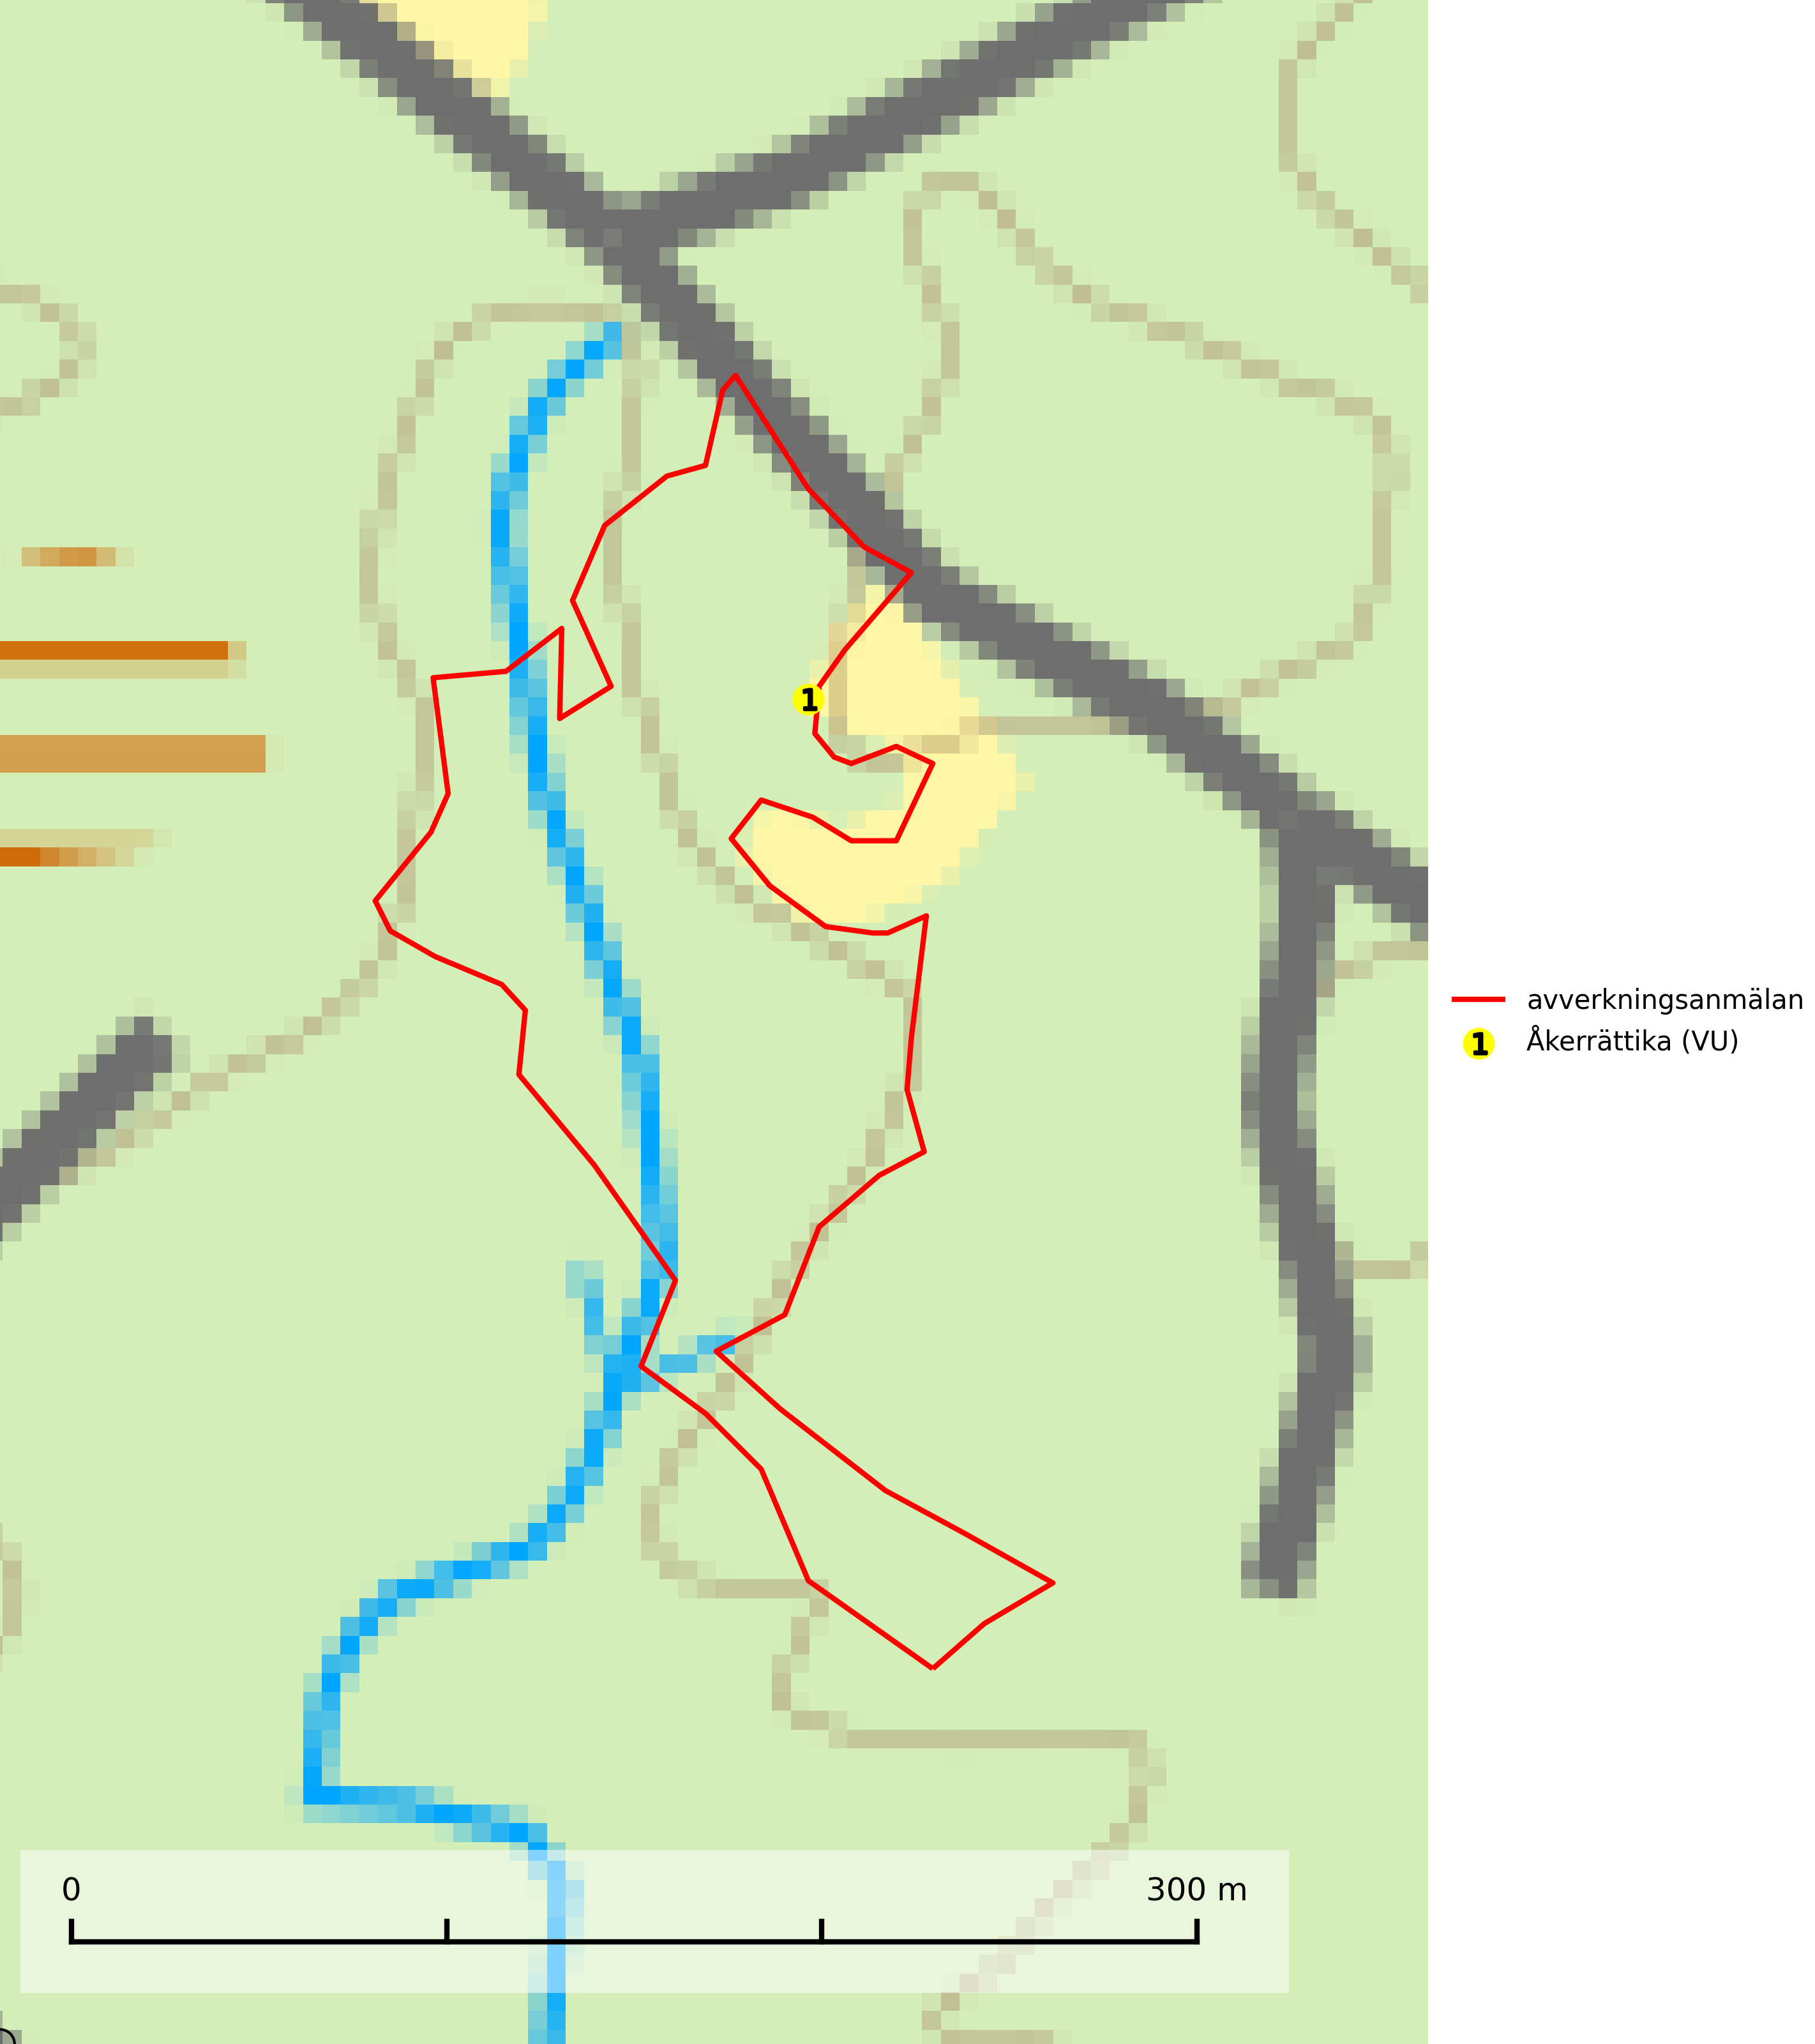 1
avverkningsanmälan
1 Åkerrättika (VU)
0 300 m